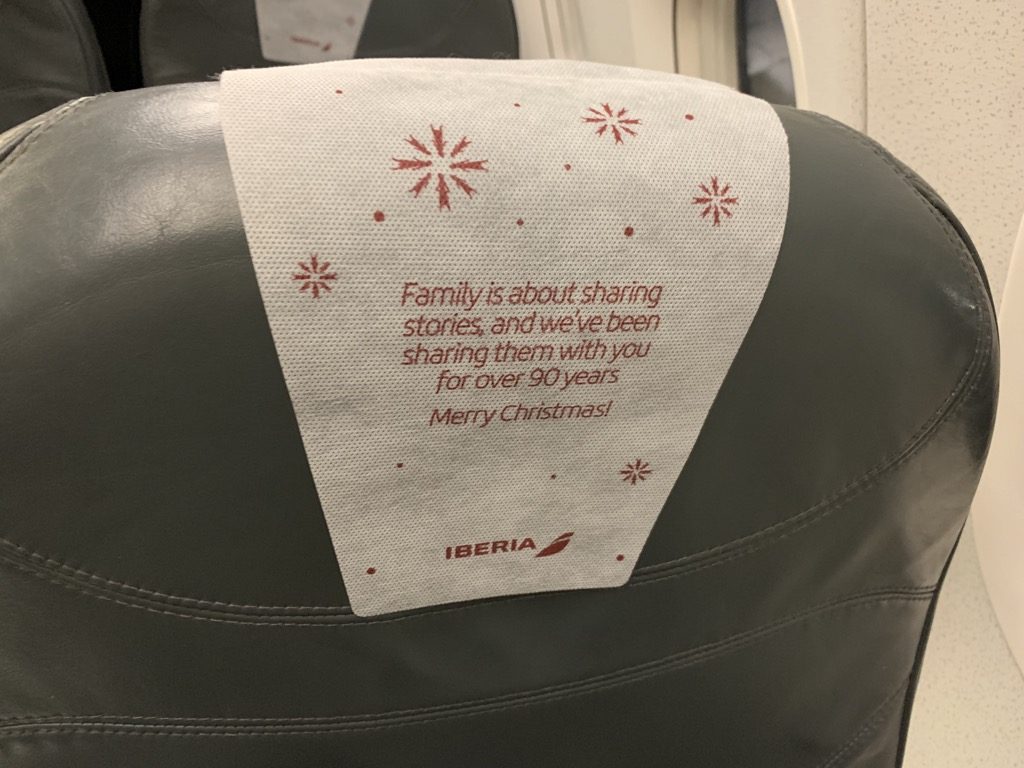 Family is about sharing
stories, and we've been
sharing them with you
for over 90 years
Merry Christmas!
IBERIA